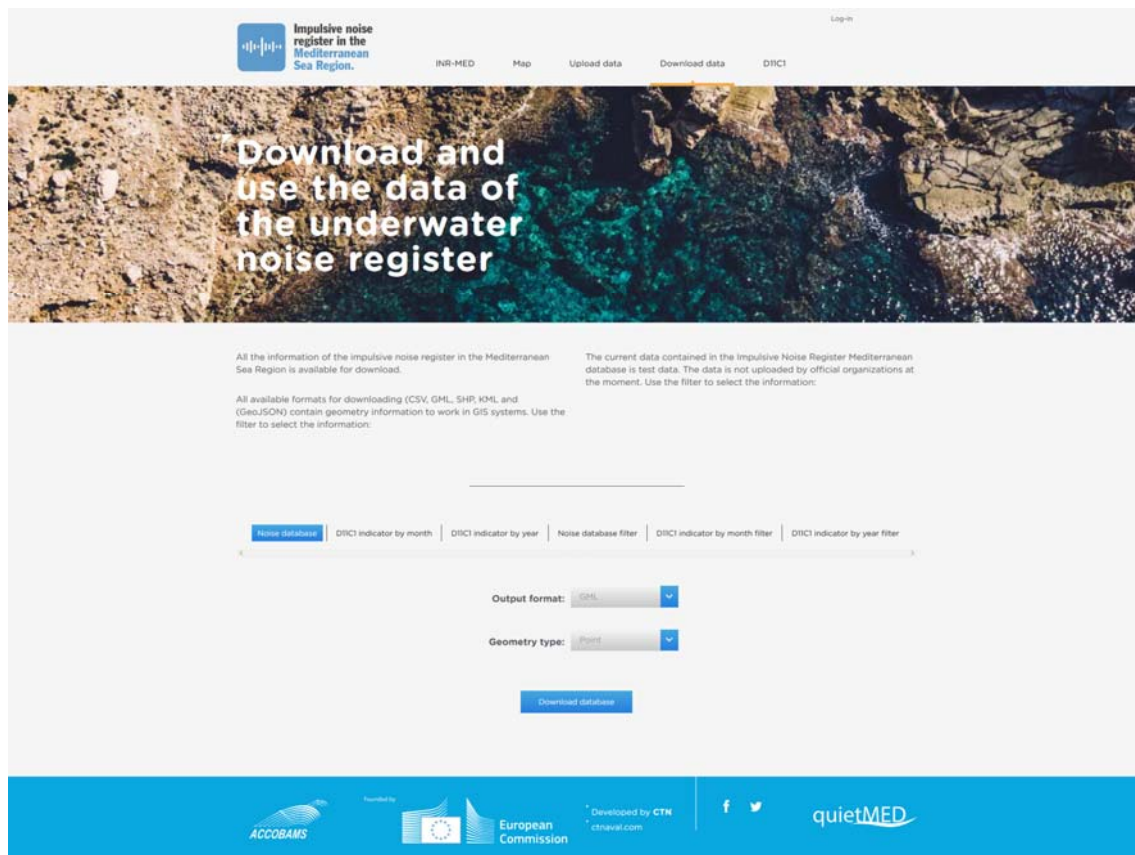 Log-in
Impulsive noise
register in the
Mediterranean
Sea Region.
INR-MED
Map
Upload data
Download data
D11C1
Download and
use the data of
the underwater
noise register
All the information of the impulsive noise register in the Mediterranean
Sea Region is available for download.
All available formats for downloading (CSV, GML, SHP, KML and
(GeoJSON) contain geometry information to work in GIS systems. Use the
filter to select the information:
The current data contained in the Impulsive Noise Register Mediterranean
database is test data. The data is not uploaded by official organizations at
the moment. Use the filter to select the information:
Noise database
D11C1 indicator by month
D11C1 indicator by year
Noise database filter
D11C1 indicator by month filter
D11C1 indicator by year filter
Output format:
GML
Geometry type:
Point
Download database
ACCOBAMS
Founded by
European
Commission
Developed by CTN
ctnaval.com
quietMED